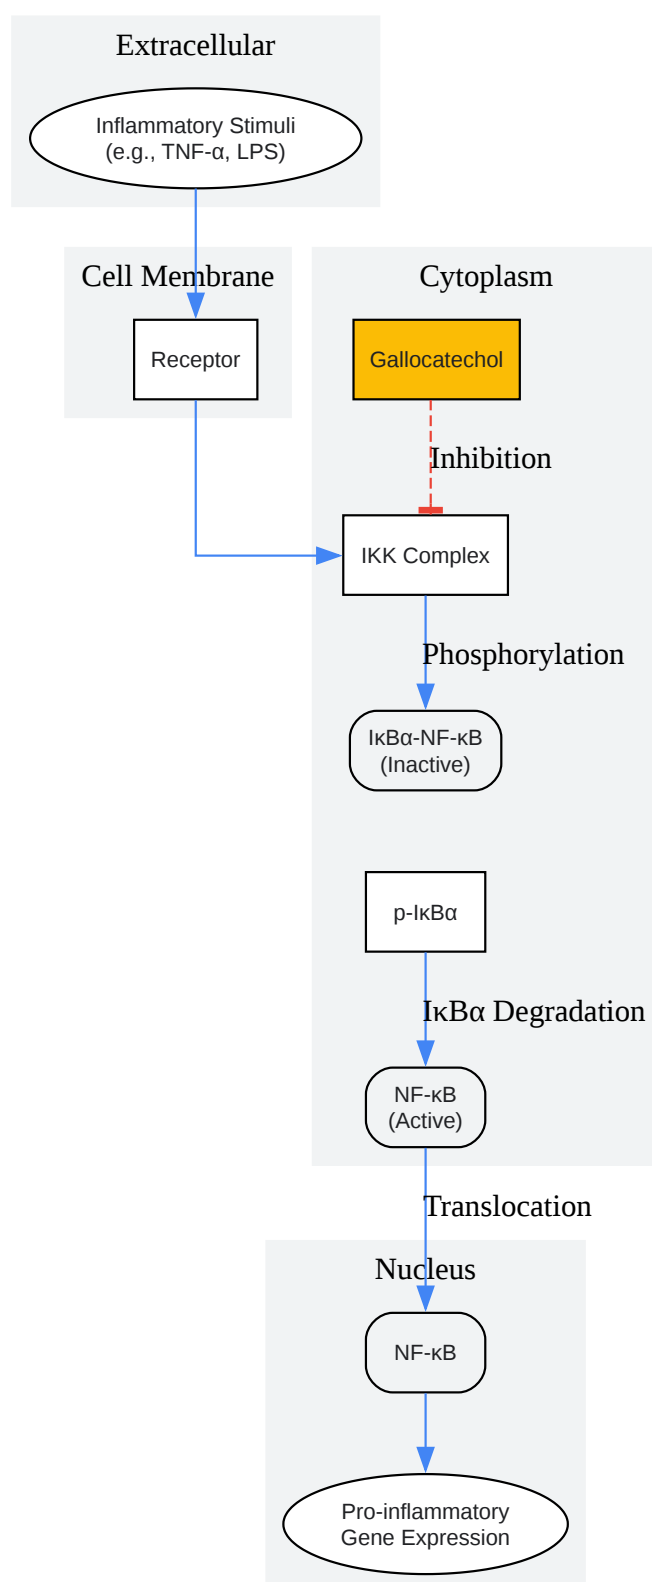 Extracellular
Inflammatory Stimuli
(e.g., TNF-α, LPS)
Cell Membrane
Cytoplasm
Receptor
Gallocatechol
Inhibition
IKK Complex
Phosphorylation
IκBα-NF-κB
(Inactive)
p-IκBα
IκBα Degradation
NF-κB
(Active)
Translocation
Nucleus
NF-κB
Pro-inflammatory
Gene Expression